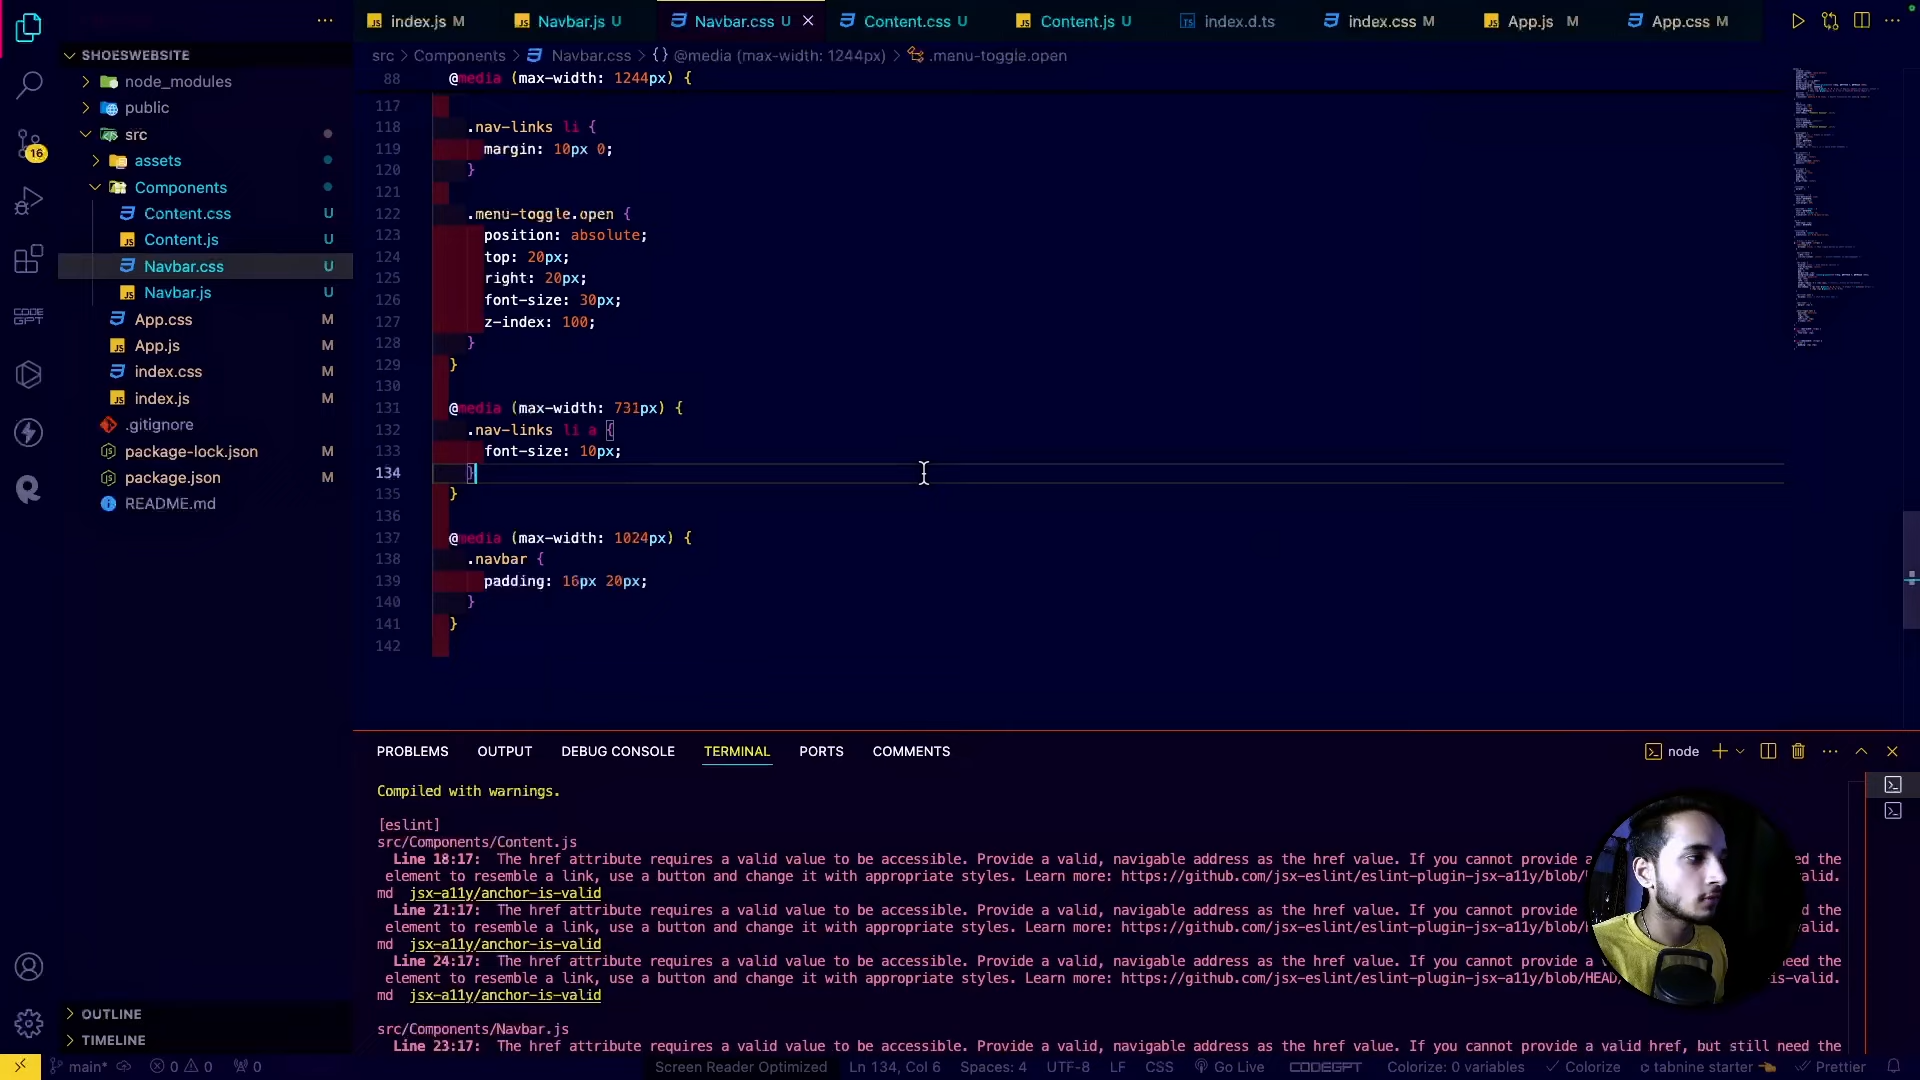 index.js M
Navbar.js U
Navbar.css U
Content.css U
Content.js U
index.d.ts
index.css M
App.js M
App.css M
SHOESWEBSITE
node_modules
public
src
assets
Components
Content.css U
Content.js U
Navbar.css U
Navbar.js U
App.css M
App.js M
index.css M
index.js M
.gitignore
package-lock.json M
package.json M
README.md
16
src > Components > Navbar.css > {} @media (max-width: 1244px) > .menu-toggle.open
88 @media (max-width: 1244px) {
117
118 .nav-links li {
119 margin: 10px 0;
120 }
121
122 .menu-toggle.open {
123 position: absolute;
124 top: 20px;
125 right: 20px;
126 font-size: 30px;
127 z-index: 100;
128 }
129 }
130
131 @media (max-width: 731px) {
132 .nav-links li a {
133 font-size: 10px;
134 }
135 }
136
137 @media (max-width: 1024px) {
138 .navbar {
139 padding: 16px 20px;
140 }
141 }
142
PROBLEMS OUTPUT DEBUG CONSOLE TERMINAL PORTS COMMENTS
node
Compiled with warnings.
[eslint]
src/Components/Content.js
Line 18:17: The href attribute requires a valid value to be accessible. Provide a valid, navigable address as the href value. If you cannot provide a ed the
element to resemble a link, use a button and change it with appropriate styles. Learn more: https://github.com/jsx-eslint/eslint-plugin-jsx-a11y/blob/ valid.
md jsx-a11y/anchor-is-valid
Line 21:17: The href attribute requires a valid value to be accessible. Provide a valid, navigable address as the href value. If you cannot provide d the
element to resemble a link, use a button and change it with appropriate styles. Learn more: https://github.com/jsx-eslint/eslint-plugin-jsx-a11y/blob/ valid.
md jsx-a11y/anchor-is-valid
Line 24:17: The href attribute requires a valid value to be accessible. Provide a valid, navigable address as the href value. If you cannot provide a need the
element to resemble a link, use a button and change it with appropriate styles. Learn more: https://github.com/jsx-eslint/eslint-plugin-jsx-a11y/blob/HEAD/ is-valid.
md jsx-a11y/anchor-is-valid
src/Components/Navbar.js
Line 23:17: The href attribute requires a valid value to be accessible. Provide a valid, navigable address as the href value. If you cannot provide a valid href, but still need the
OUTLINE
TIMELINE
CODE GPT
main* 0 0 0 Screen Reader Optimized Ln 134, Col 6 Spaces: 4 UTF-8 LF CSS Go Live CODEGPT Colorize: 0 variables Colorize tabnine starter Prettier